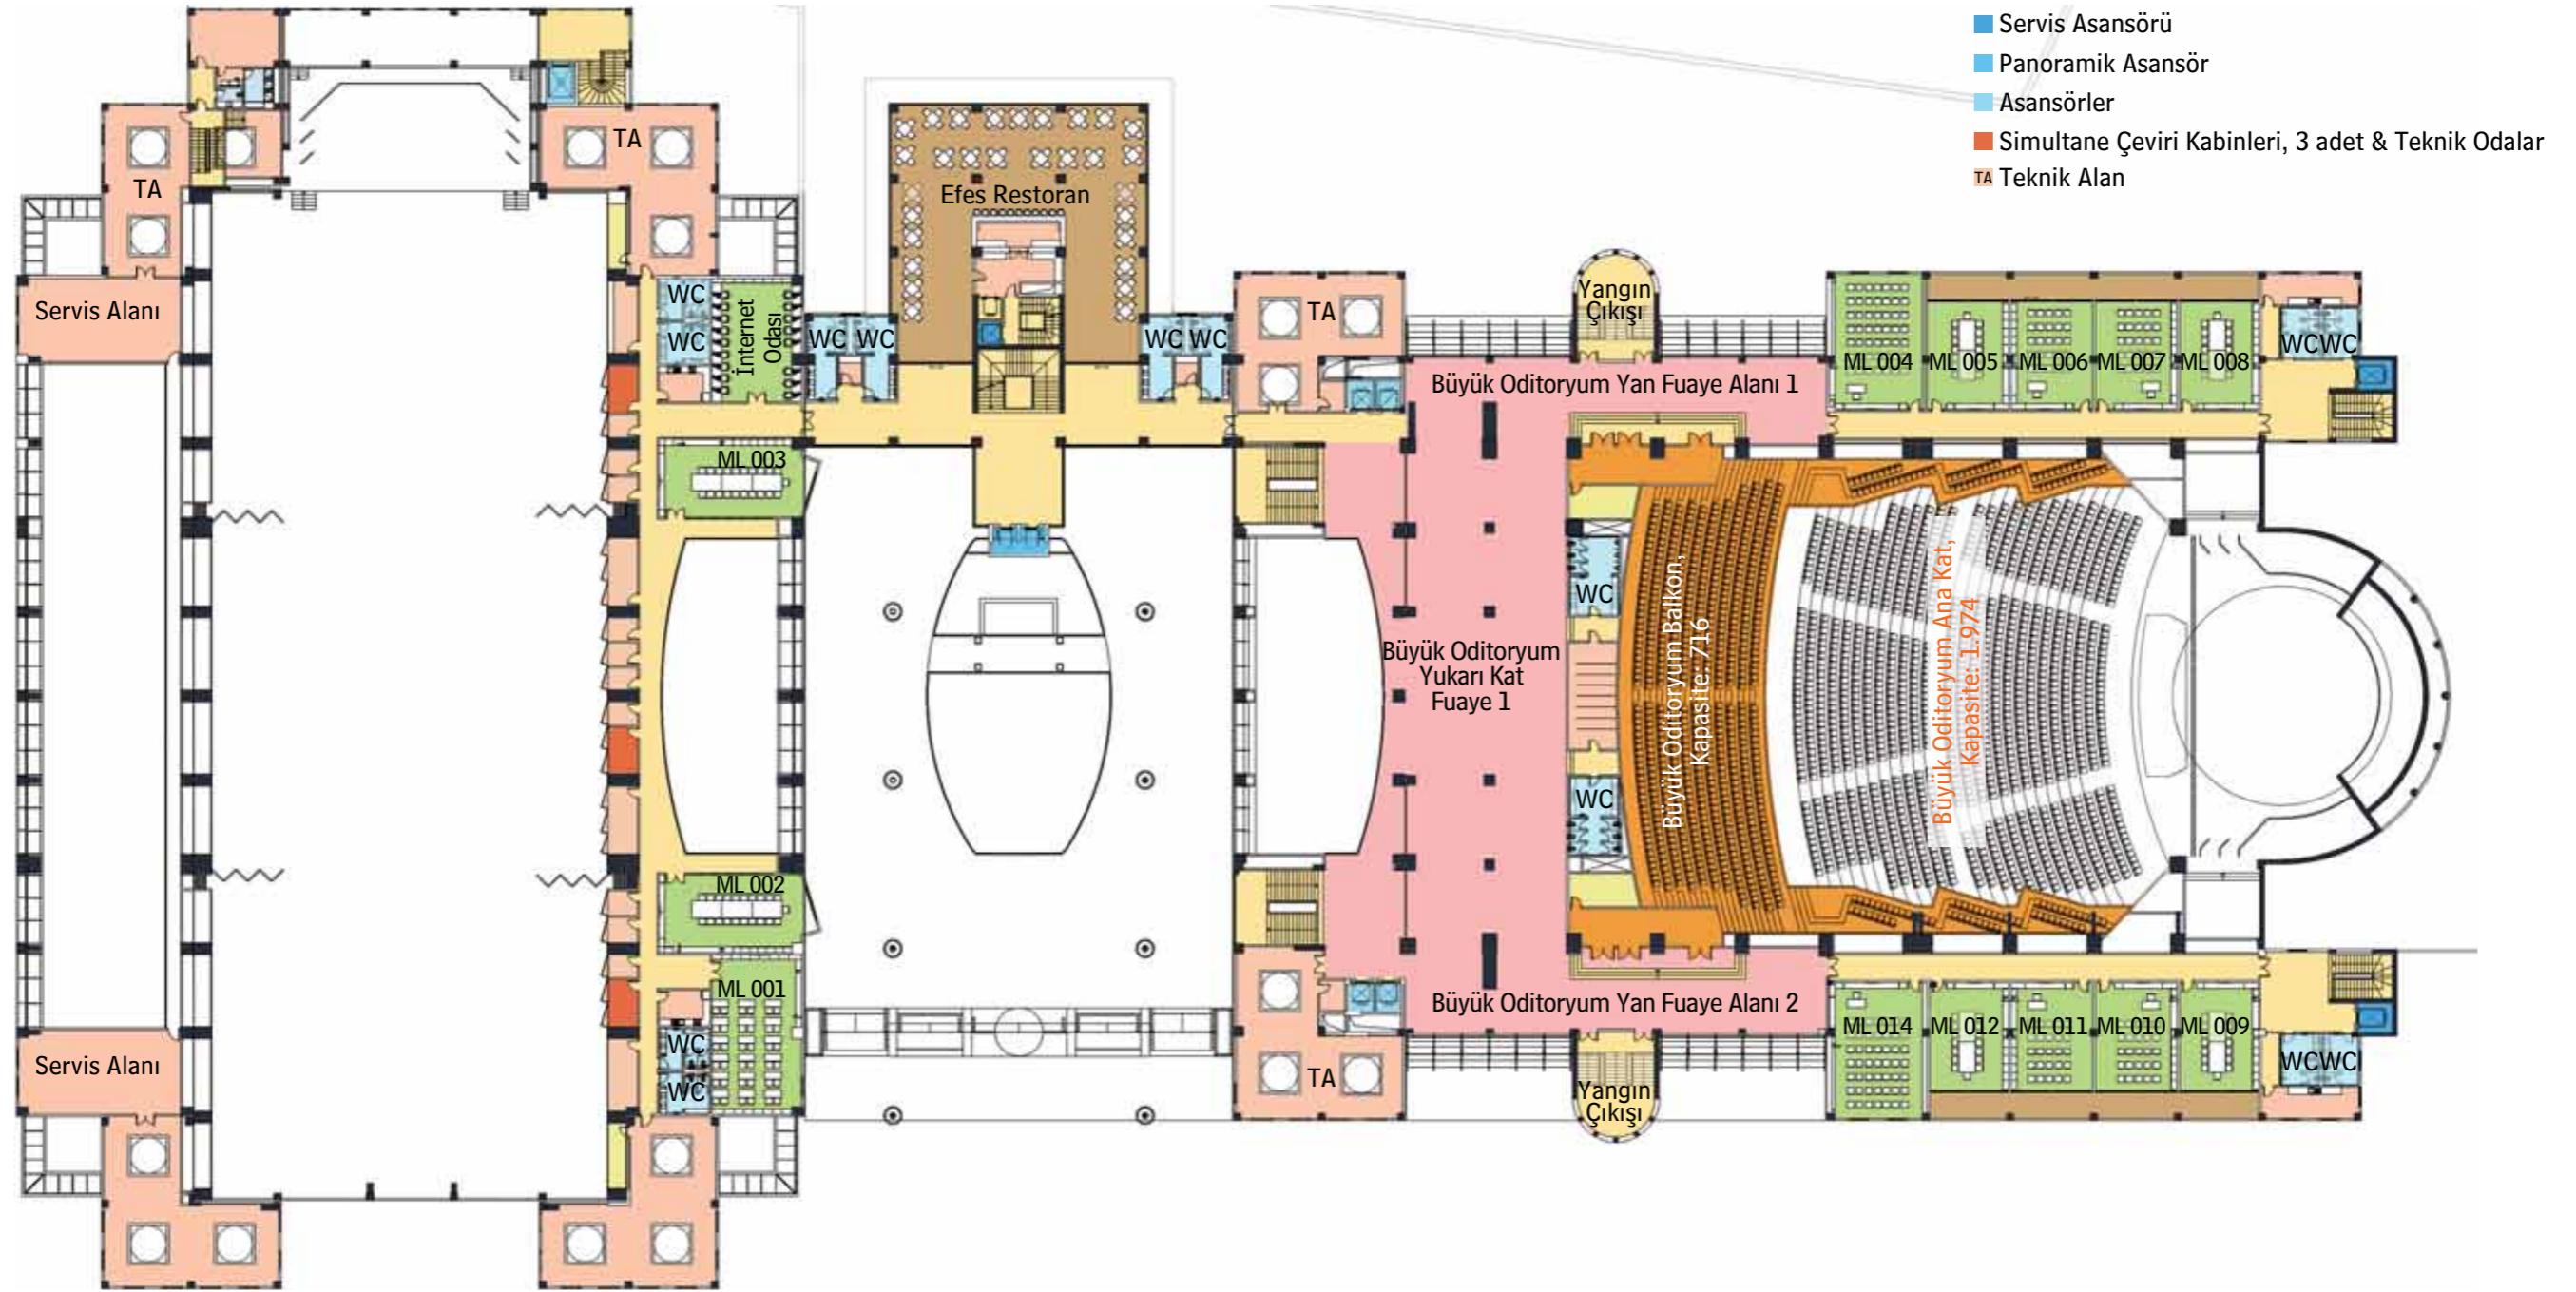 Servis Asansörü
Panoramik Asansör
Asansörler
Simultane Çeviri Kabinleri, 3 adet & Teknik Odalar
TA Teknik Alan
TA
TA
Efes Restoran
Servis Alanı
WC
WC
İnternet
Odası
WC WC
WC WC
TA
Yangın
Çıkışı
Büyük Oditoryum Yan Fuaye Alanı 1
ML 004
ML 005
ML 006
ML 007
ML 008
WC WC
ML 003
WC
Büyük Oditoryum
Yukarı Kat
Fuaye 1
Büyük Oditoryum Balkon,
Kapasite: 716
Büyük Oditoryum Ana Kat,
Kapasite: 1.974
WC
ML 002
ML 001
WC
WC
Servis Alanı
TA
Büyük Oditoryum Yan Fuaye Alanı 2
Yangın
Çıkışı
ML 014
ML 012
ML 011
ML 010
ML 009
WC WC